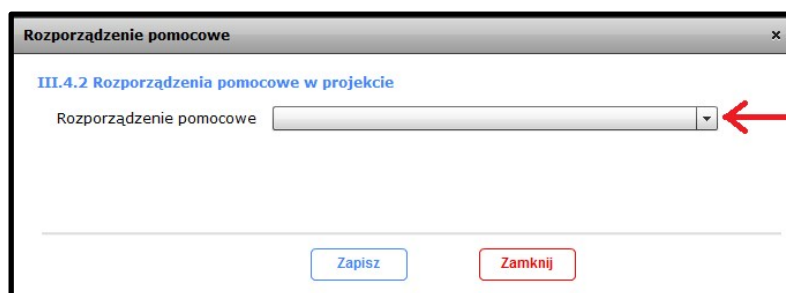 Rozporządzenie pomocowe x
III.4.2 Rozporządzenia pomocowe w projekcie
Rozporządzenie pomocowe
Zapisz Zamknij